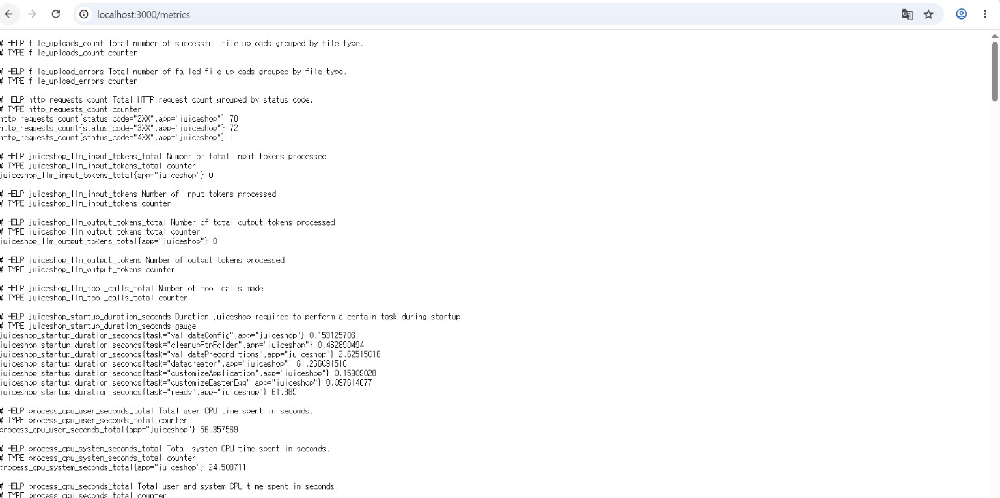 localhost:3000/metrics
# HELP file_uploads_count Total number of successful file uploads grouped by file type.
# TYPE file_uploads_count counter
# HELP file_upload_errors Total number of failed file uploads grouped by file type.
# TYPE file_upload_errors counter
# HELP http_requests_count Total HTTP request count grouped by status code.
# TYPE http_requests_count counter
http_requests_count{status_code="2XX",app="juiceshop"} 78
http_requests_count{status_code="3XX",app="juiceshop"} 72
http_requests_count{status_code="4XX",app="juiceshop"} 1
# HELP juiceshop_llm_input_tokens_total Number of total input tokens processed
# TYPE juiceshop_llm_input_tokens_total counter
juiceshop_llm_input_tokens_total{app="juiceshop"} 0
# HELP juiceshop_llm_input_tokens Number of input tokens processed
# TYPE juiceshop_llm_input_tokens counter
# HELP juiceshop_llm_output_tokens_total Number of total output tokens processed
# TYPE juiceshop_llm_output_tokens_total counter
juiceshop_llm_output_tokens_total{app="juiceshop"} 0
# HELP juiceshop_llm_output_tokens Number of output tokens processed
# TYPE juiceshop_llm_output_tokens counter
# HELP juiceshop_llm_tool_calls_total Number of tool calls made
# TYPE juiceshop_llm_tool_calls_total counter
# HELP juiceshop_startup_duration_seconds Duration juiceshop required to perform a certain task during startup
# TYPE juiceshop_startup_duration_seconds gauge
juiceshop_startup_duration_seconds{task="validateConfig",app="juiceshop"} 0.153125706
juiceshop_startup_duration_seconds{task="cleanupFtpFolder",app="juiceshop"} 0.462890494
juiceshop_startup_duration_seconds{task="validatePreconditions",app="juiceshop"} 2.62515016
juiceshop_startup_duration_seconds{task="datacreator",app="juiceshop"} 61.266091516
juiceshop_startup_duration_seconds{task="customizeApplication",app="juiceshop"} 0.15909028
juiceshop_startup_duration_seconds{task="customizeEasterEgg",app="juiceshop"} 0.097614677
juiceshop_startup_duration_seconds{task="ready",app="juiceshop"} 61.885
# HELP process_cpu_user_seconds_total Total user CPU time spent in seconds.
# TYPE process_cpu_user_seconds_total counter
process_cpu_user_seconds_total{app="juiceshop"} 56.357569
# HELP process_cpu_system_seconds_total Total system CPU time spent in seconds.
# TYPE process_cpu_system_seconds_total counter
process_cpu_system_seconds_total{app="juiceshop"} 24.508711
# HELP process_cpu_seconds_total Total user and system CPU time spent in seconds.
# TYPE process_cpu_seconds_total counter